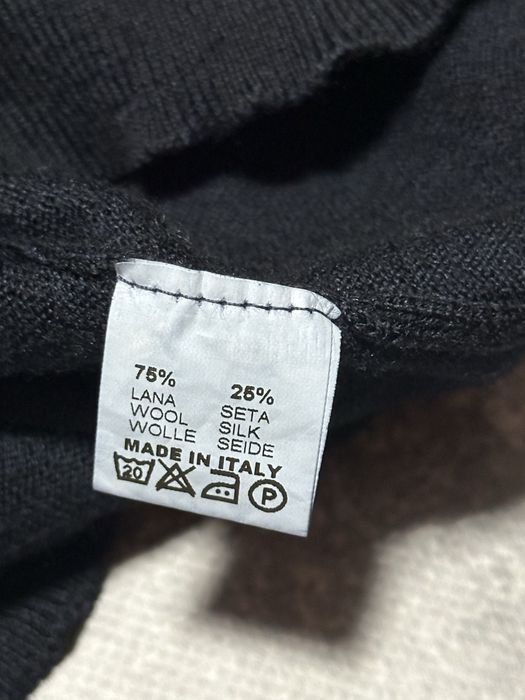 75% 25%
LANA SETA
WOOL SILK
WOLLE SEIDE
MADE IN ITALY
20 P